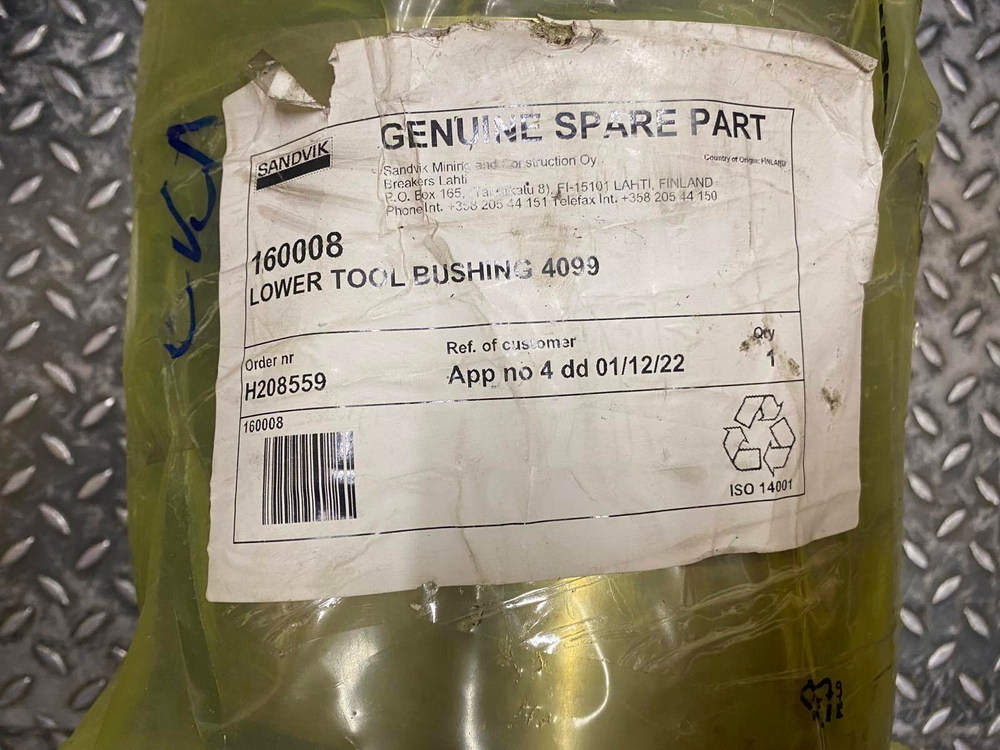 SANDVIK
GENUINE SPARE PART
Sandvik Mining and Construction Oy
Country of Origin: FINLAND
Breakers Lahti
P.O. Box 165, 8), FI-15101 LAHTI, FINLAND
Phone Int. +358 205 44 151 Telefax Int. +358 205 44 150
160008
LOWER TOOL BUSHING 4099
Order nr
H208559
Ref. of customer
App no 4 dd 01/12/22
Qty
1
160008
ISO 14001